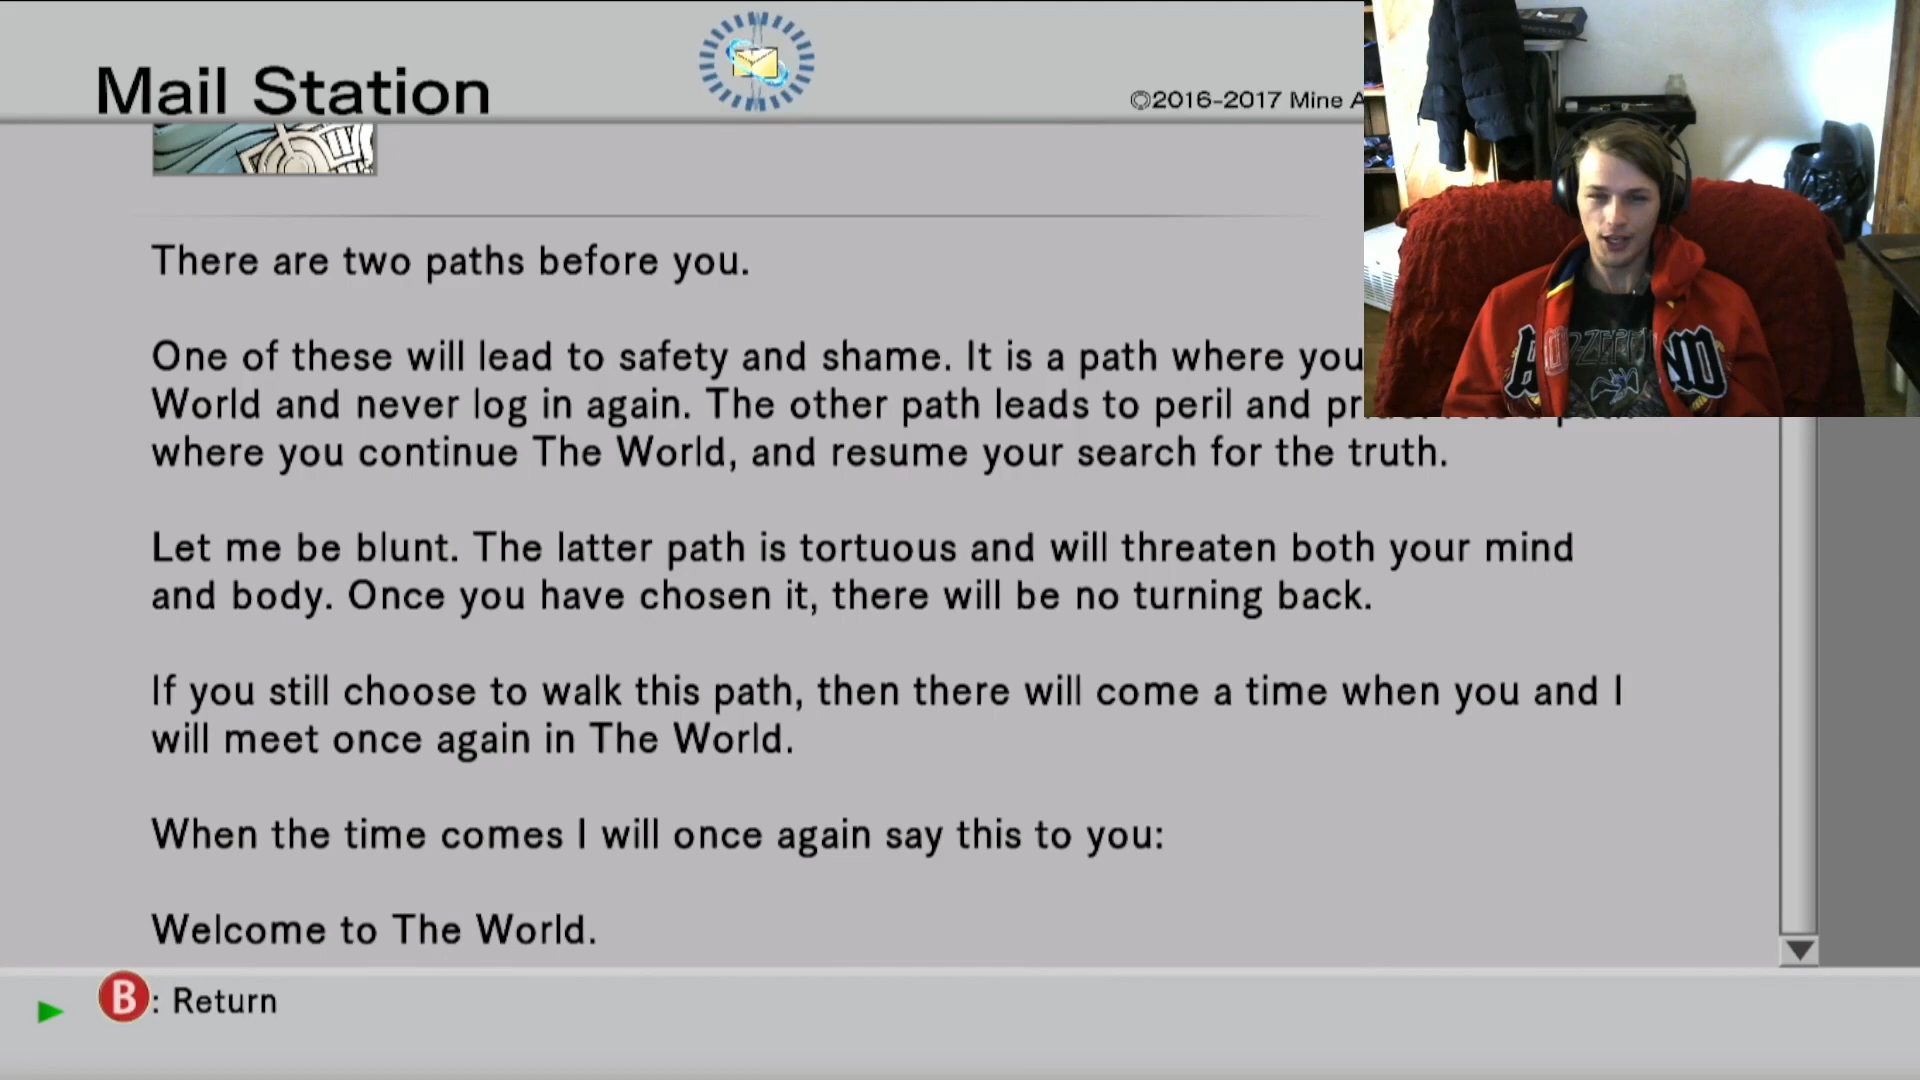 Mail Station
©2016-2017 Mine A
There are two paths before you.
One of these will lead to safety and shame. It is a path where you
World and never log in again. The other path leads to peril and
where you continue The World, and resume your search for the truth.
Let me be blunt. The latter path is tortuous and will threaten both your mind
and body. Once you have chosen it, there will be no turning back.
If you still choose to walk this path, then there will come a time when you and I
will meet once again in The World.
When the time comes I will once again say this to you:
Welcome to The World.
B: Return